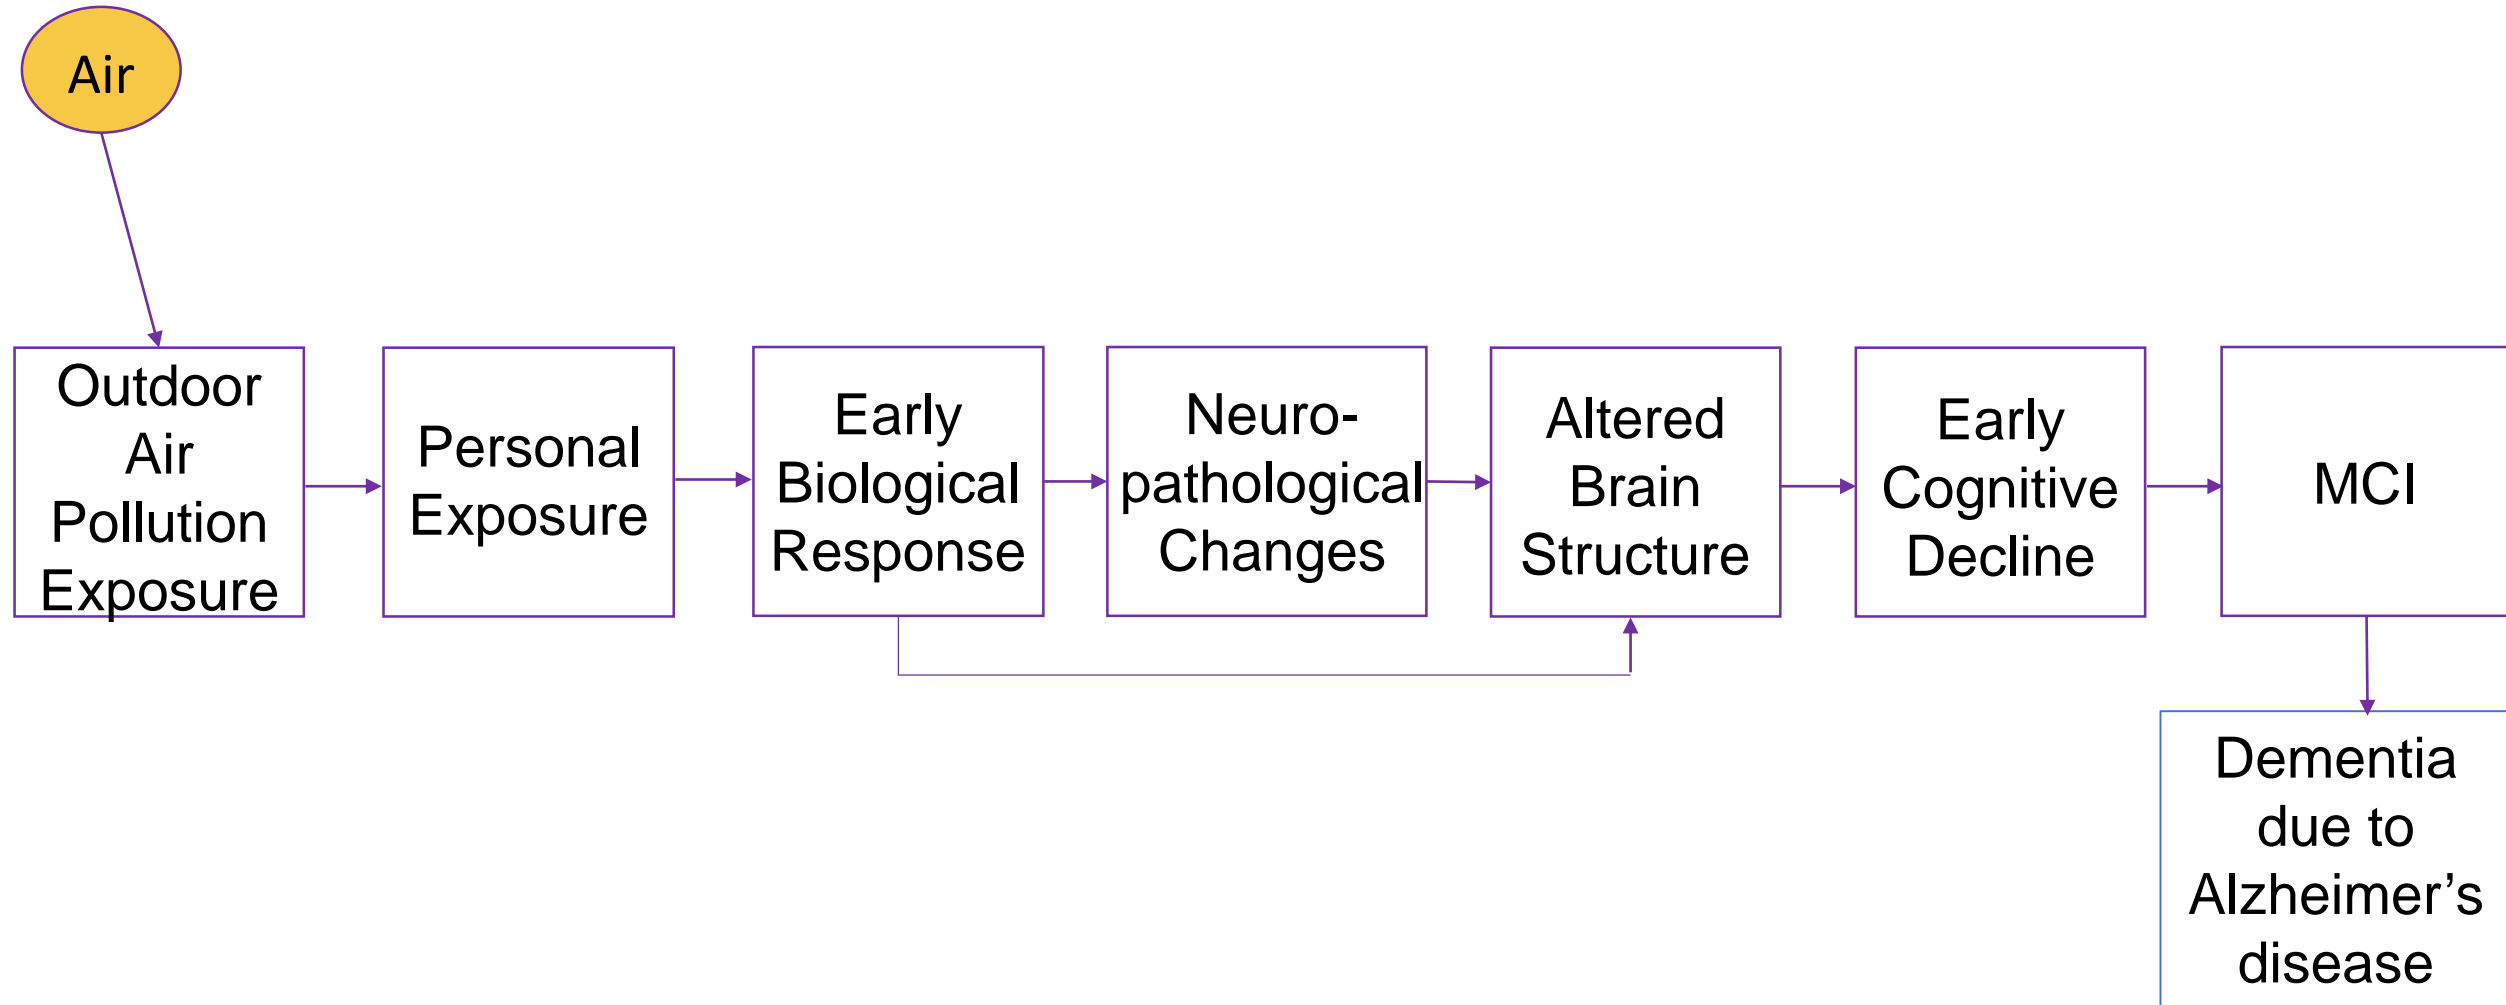 Air
Outdoor
Air
Pollution
Exposure
Personal
Exposure
Early
Biological
Response
Neuro-
pathological
Changes
Altered
Brain
Structure
Early
Cognitive
Decline
MCI
Dementia
due to
Alzheimer’s
disease